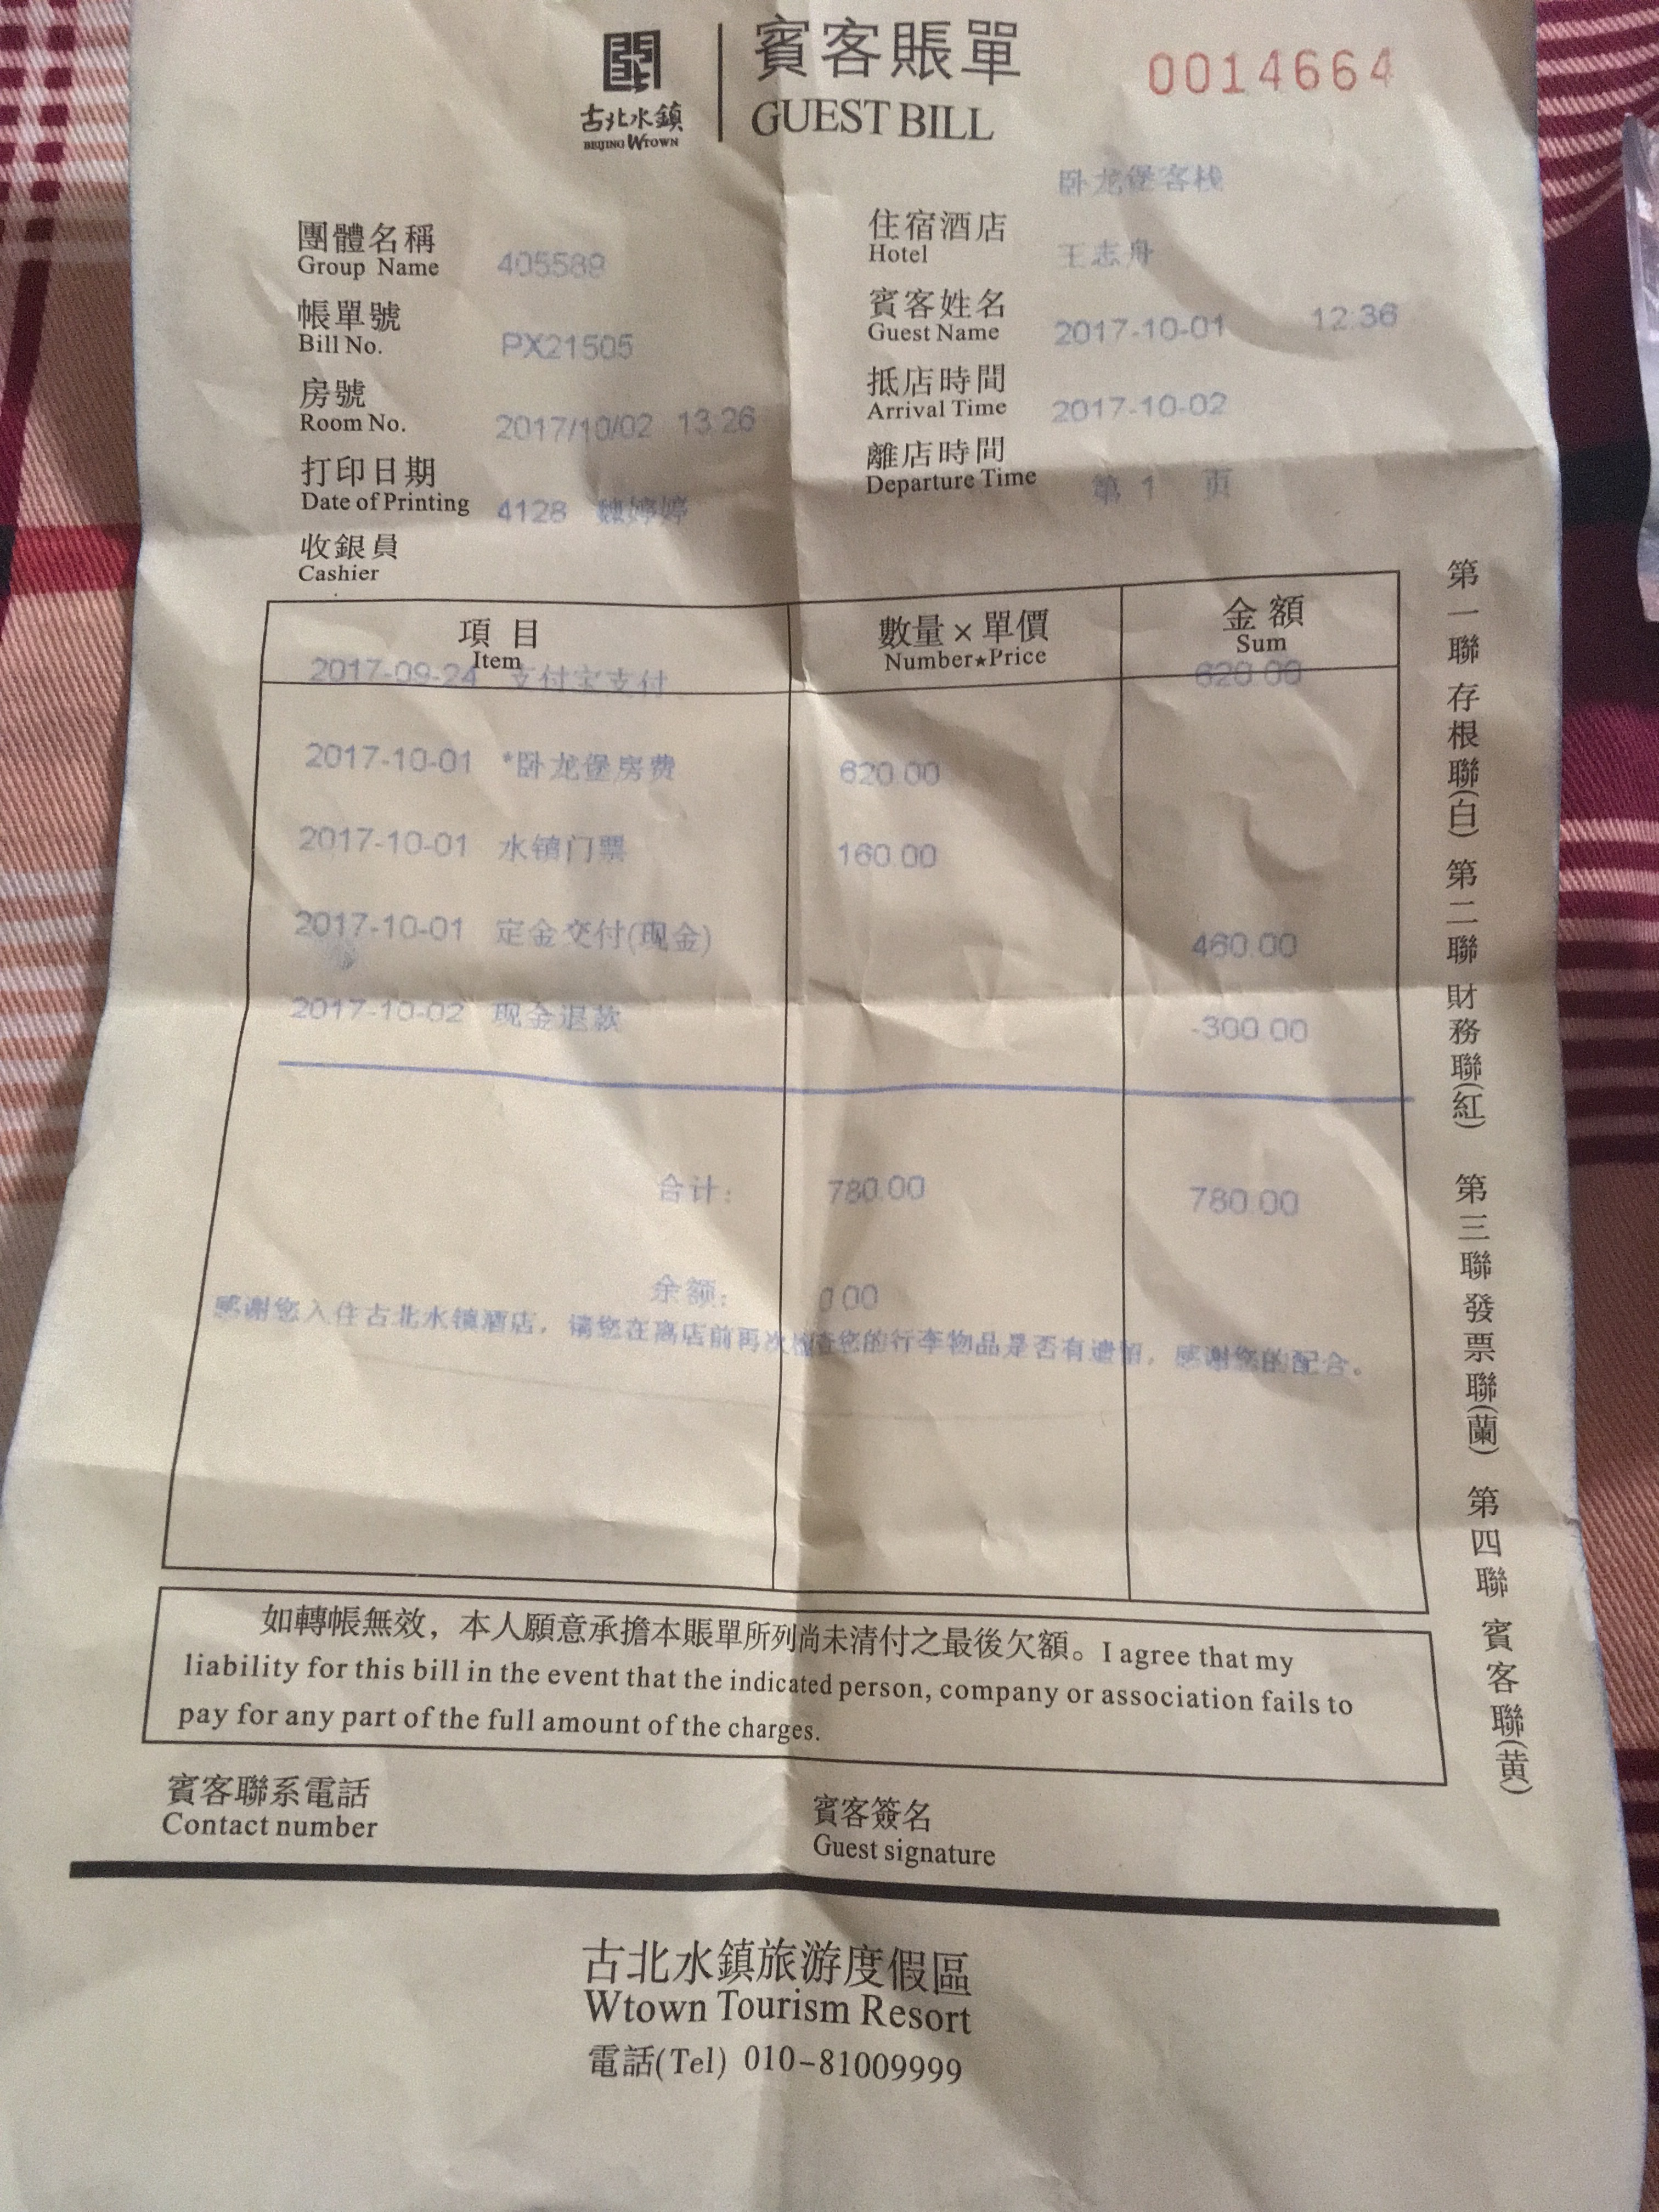 古北水鎮
BEIJING WTOWN
賓客賬單
GUEST BILL
0014664
卧龙堡客栈
團體名稱
Group Name
405589
住宿酒店
Hotel
王志舟
帳單號
Bill No.
PX21505
賓客姓名
Guest Name
2017-10-01 12:36
房號
Room No.
2017/10/02 13:26
抵店時間
Arrival Time
2017-10-02
打印日期
Date of Printing
4128 魏婷婷
離店時間
Departure Time
第 1 页
收銀員
Cashier
項目
Item
數量×單價
Number★Price
金額
Sum
2017-09-24 支付宝支付 620.00
2017-10-01 *卧龙堡房费 620.00
2017-10-01 水镇门票 160.00
2017-10-01 定金交付(现金) 460.00
2017-10-02 现金退款 -300.00
合计: 780.00 780.00
余额: 0.00
感谢您入住古北水镇酒店，请您在离店前再次检查您的行李物品是否有遗留，感谢您的配合。
如轉帳無效，本人願意承擔本賬單所列尚未清付之最後欠額。I agree that my
liability for this bill in the event that the indicated person, company or association fails to
pay for any part of the full amount of the charges.
賓客聯系電話
Contact number
賓客簽名
Guest signature
古北水鎮旅游度假區
Wtown Tourism Resort
電話(Tel) 010-81009999
第一聯 存根聯(白) 第二聯 財務聯(紅) 第三聯 發票聯(蘭) 第四聯 賓客聯(黄)